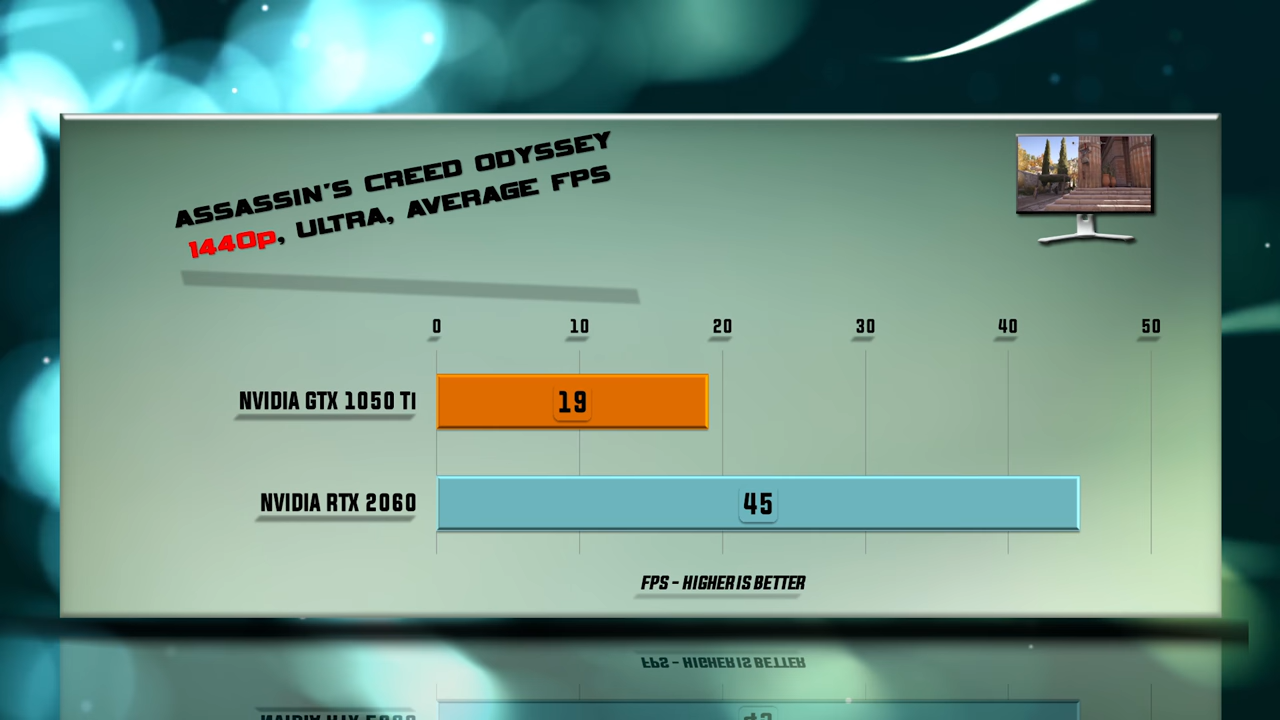 ASSASSIN'S CREED ODYSSEY
1440p, ULTRA, AVERAGE FPS
0 10 20 30 40 50
NVIDIA GTX 1050 TI 19
NVIDIA RTX 2060 45
FPS - HIGHER IS BETTER